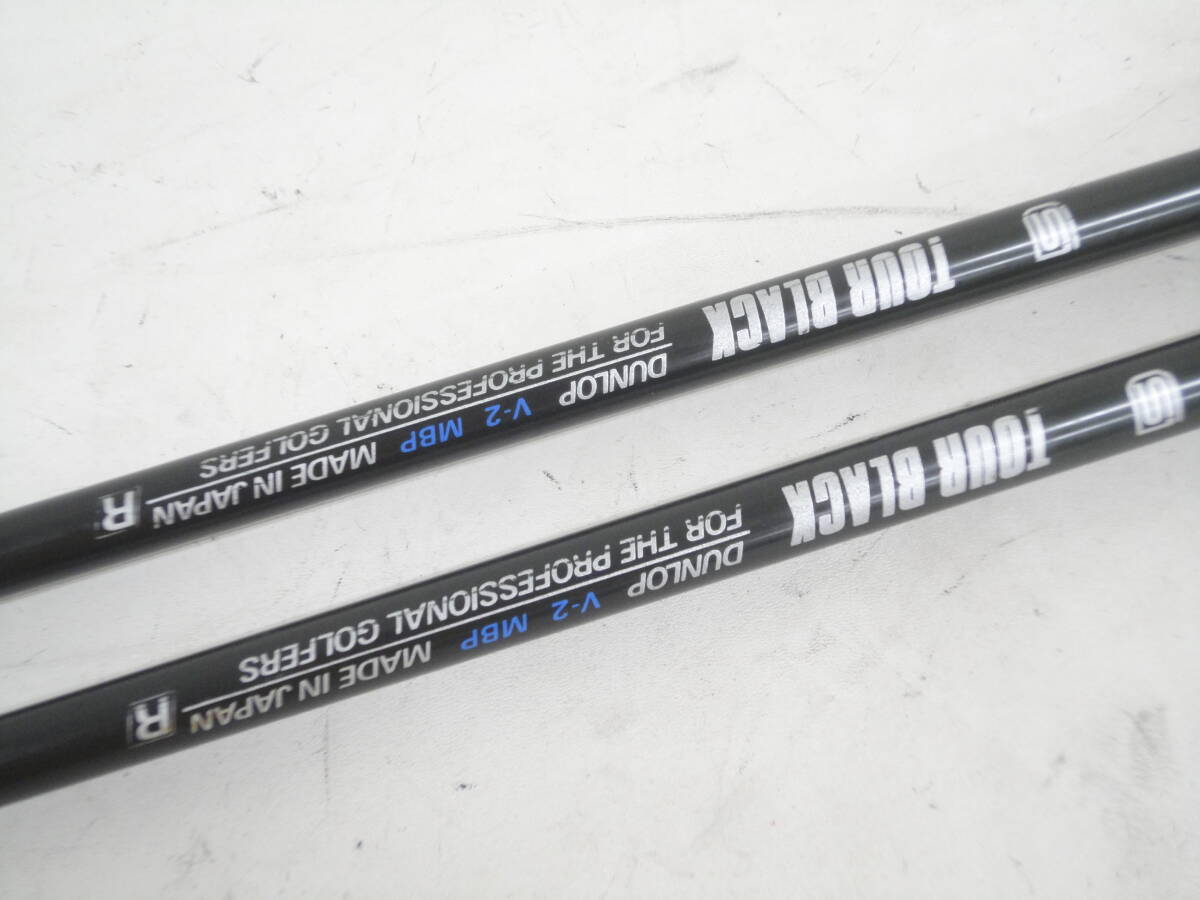 TOUR BLACK
FOR THE PROFESSIONAL GOLFERS
DUNLOP V-2 MBP MADE IN JAPAN
R
TOUR BLACK
FOR THE PROFESSIONAL GOLFERS
DUNLOP V-2 MBP MADE IN JAPAN
R